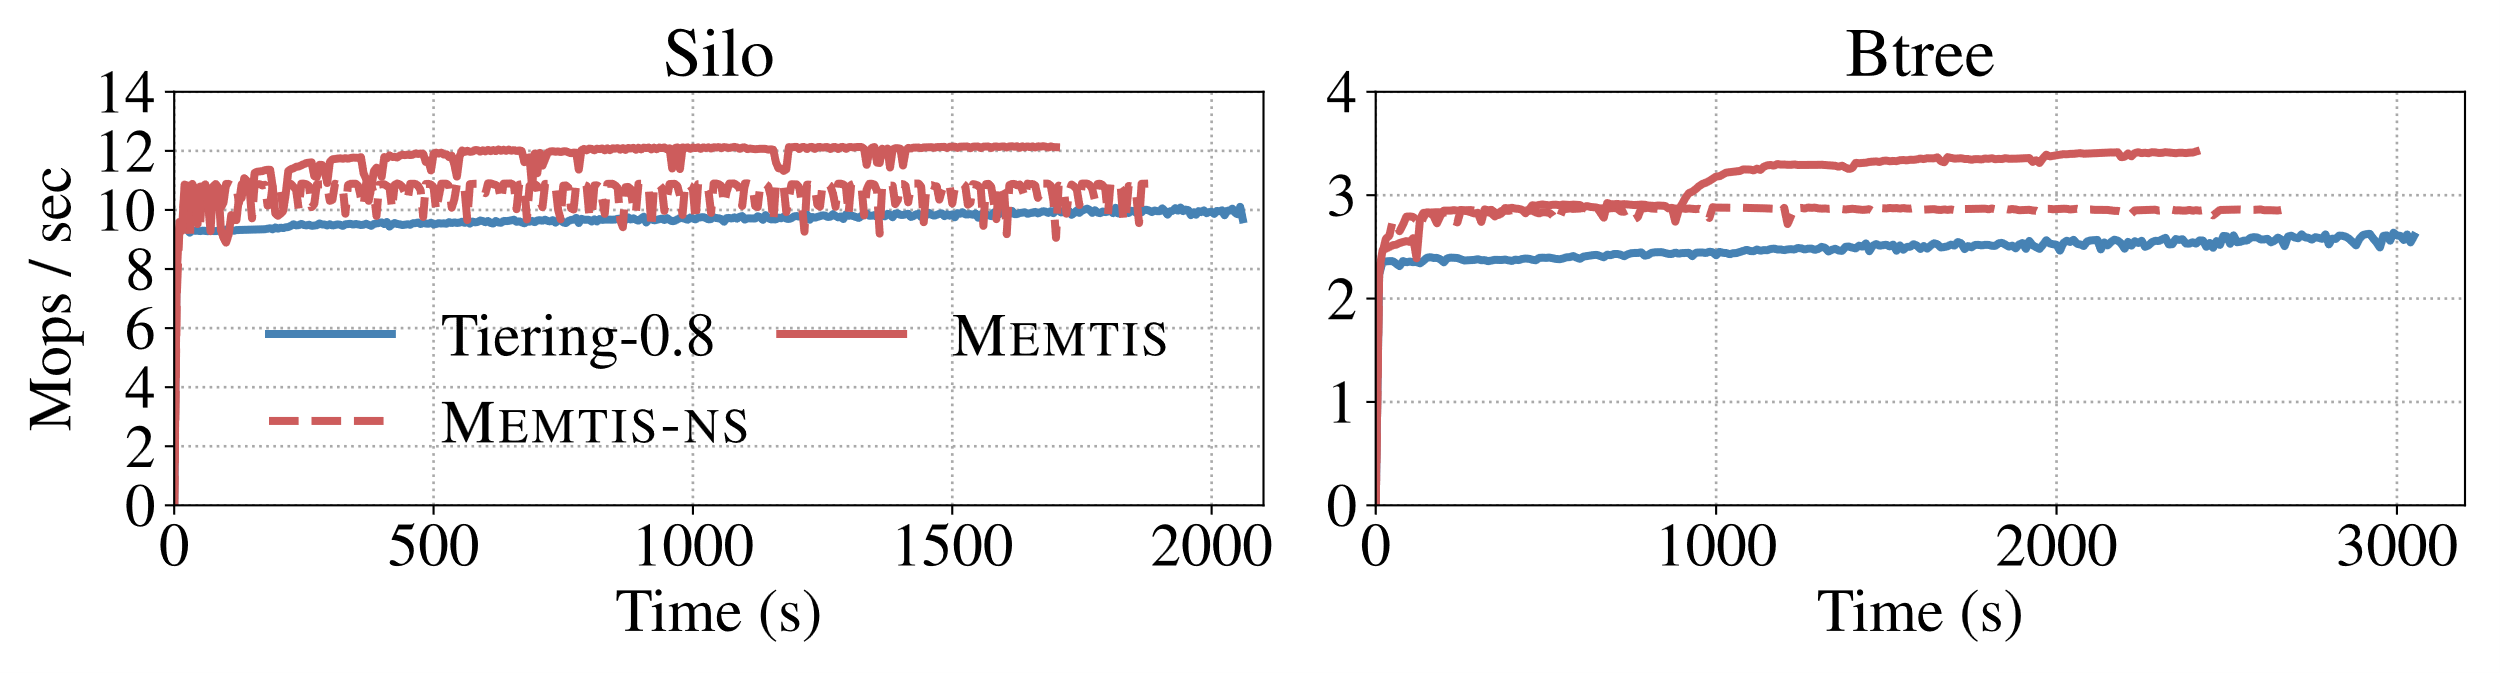 Silo
Mops / sec
14
12
10
8
6
4
2
0
0 500 1000 1500 2000
Time (s)
Tiering-0.8
MEMTIS
MEMTIS-NS
Btree
4
3
2
1
0
0 1000 2000 3000
Time (s)